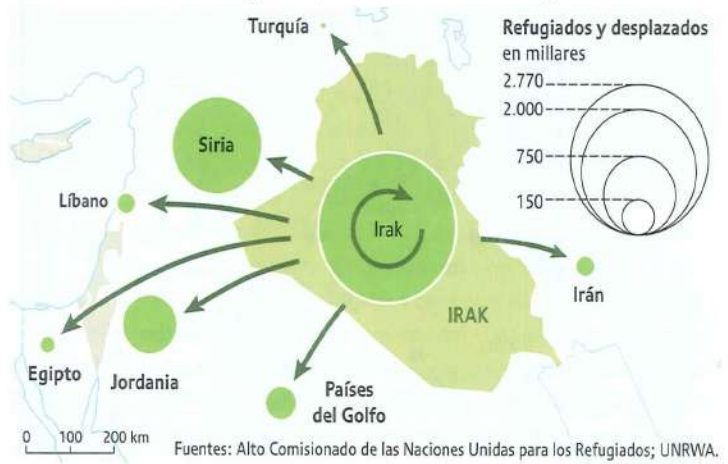 Turquía
Refugiados y desplazados
en millares
2.770
2.000
750
150
Siria
Líbano
Irak
Irán
IRAK
Egipto
Jordania
Países
del Golfo
0 100 200 km
Fuentes: Alto Comisionado de las Naciones Unidas para los Refugiados; UNRWA.